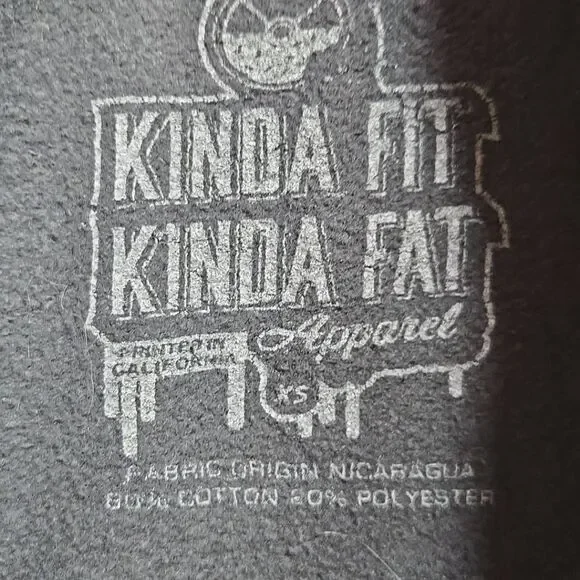 KINDA FIT
KINDA FAT
Apparel
PRINTED IN
CALIFORNIA
XS
FABRIC ORIGIN NICARAGUA
80% COTTON 20% POLYESTER